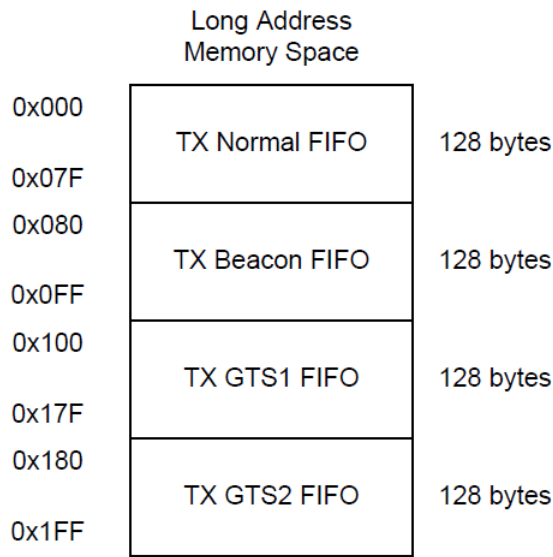 Long Address
Memory Space
0x000
TX Normal FIFO
128 bytes
0x07F
0x080
TX Beacon FIFO
128 bytes
0x0FF
0x100
TX GTS1 FIFO
128 bytes
0x17F
0x180
TX GTS2 FIFO
128 bytes
0x1FF